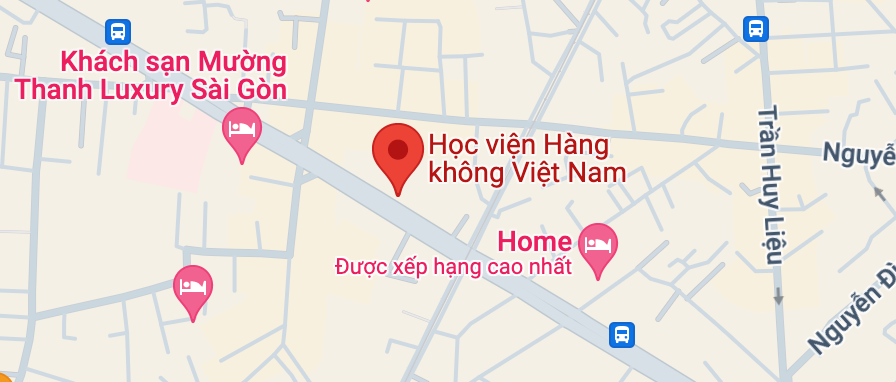 Khách sạn Mường
Thanh Luxury Sài Gòn
Học viện Hàng
không Việt Nam
Trần Huy Liệu
Home
Được xếp hạng cao nhất